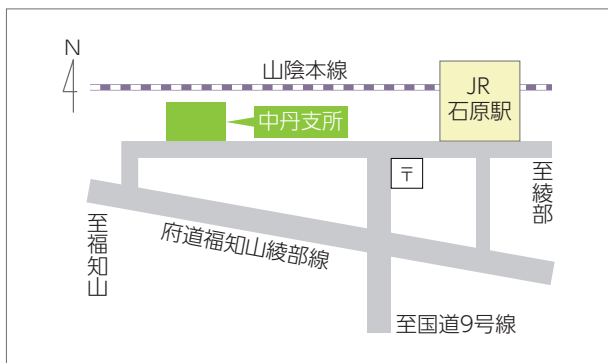 N
山陰本線
JR
石原駅
中丹支所
〒
至綾部
至福知山
府道福知山綾部線
至国道9号線